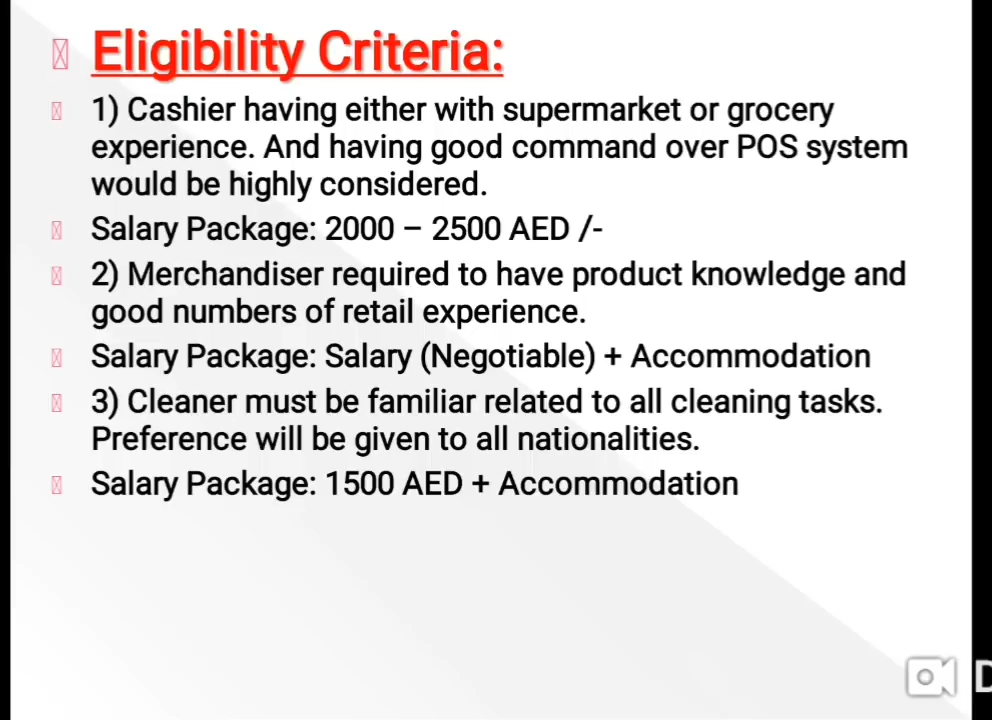 Eligibility Criteria:
1) Cashier having either with supermarket or grocery
experience. And having good command over POS system
would be highly considered.
Salary Package: 2000 – 2500 AED /-
2) Merchandiser required to have product knowledge and
good numbers of retail experience.
Salary Package: Salary (Negotiable) + Accommodation
3) Cleaner must be familiar related to all cleaning tasks.
Preference will be given to all nationalities.
Salary Package: 1500 AED + Accommodation